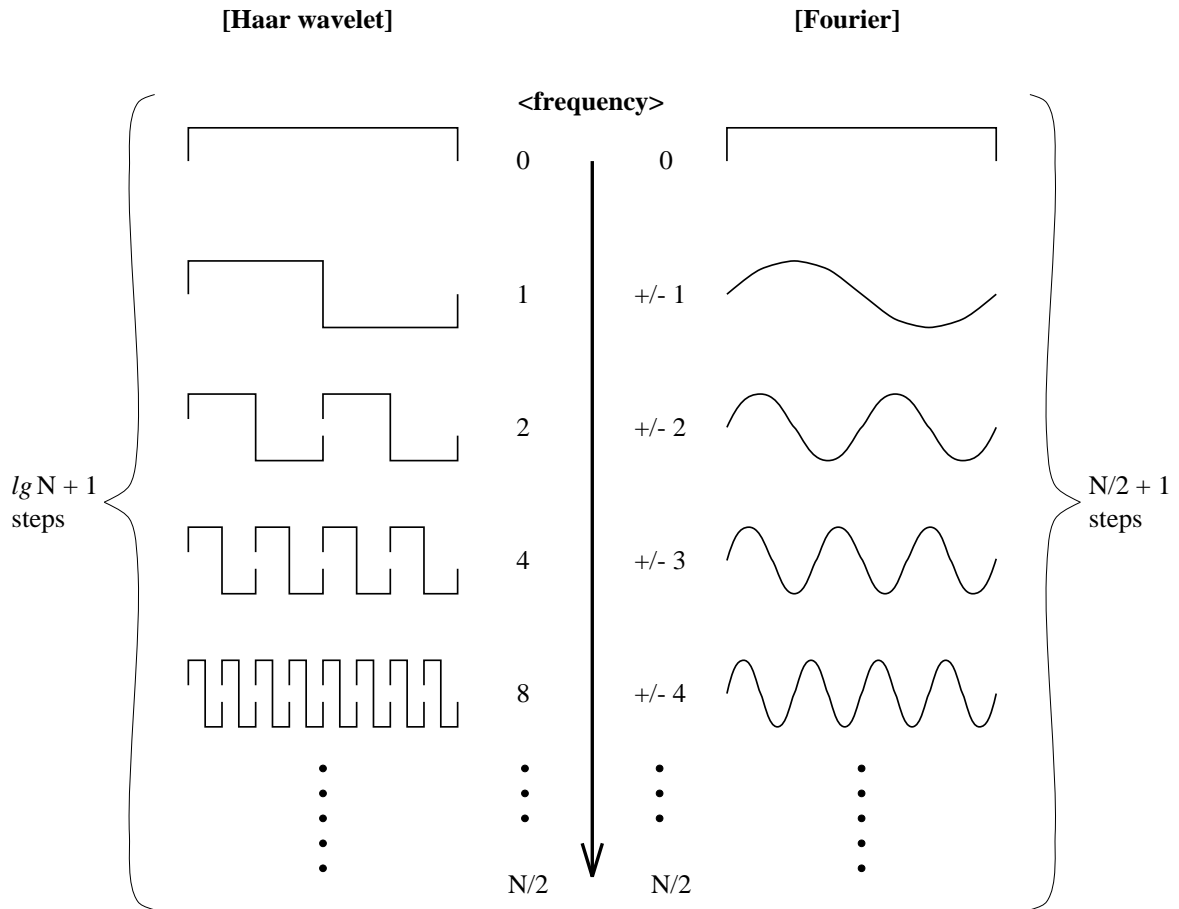 [Haar wavelet] [Fourier]
<frequency>
0 0
1 +/- 1
2 +/- 2
lg N + 1
steps
N/2 + 1
steps
4 +/- 3
8 +/- 4
N/2 N/2